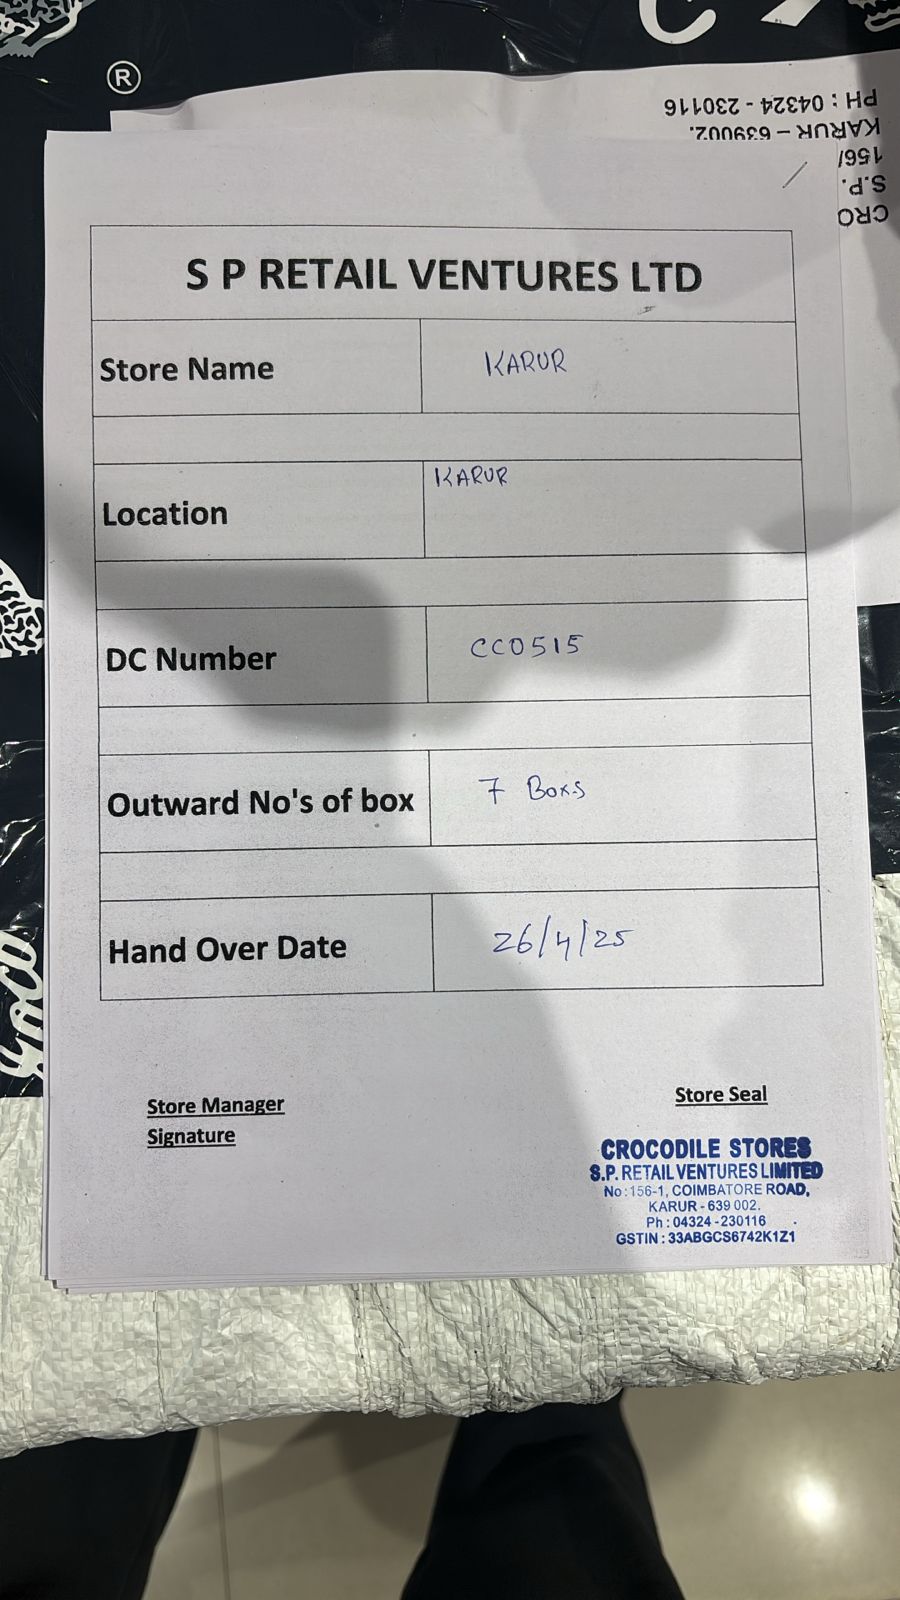 ®
PH : 04324 - 230116
KARUR – 639002.
156/
S.P.
CRO
S P RETAIL VENTURES LTD
Store Name KARUR
Location KARUR
DC Number CC0515
Outward No's of box 7 Boxs
Hand Over Date 26/4/25
Store Manager
Signature
Store Seal
CROCODILE STORES
S.P. RETAIL VENTURES LIMITED
No : 156-1, COIMBATORE ROAD,
KARUR - 639 002.
Ph : 04324 - 230116
GSTIN : 33ABGCS6742K1Z1